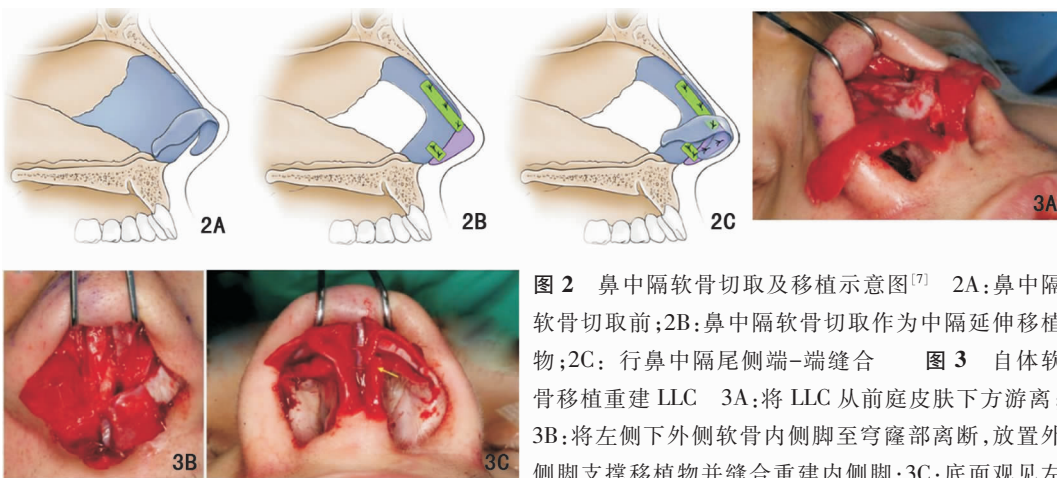 2A
2B
2C
3A
3B
3C
图 2 鼻中隔软骨切取及移植示意图[7] 2A:鼻中隔
软骨切取前;2B:鼻中隔软骨切取作为中隔延伸移植
物;2C: 行鼻中隔尾侧端-端缝合 图 3 自体软
骨移植重建 LLC 3A:将 LLC 从前庭皮肤下方游离
3B:将左侧下外侧软骨内侧脚至穹窿部离断,放置外
侧脚支撑移植物并缝合重建内侧脚;3C:底面观见左